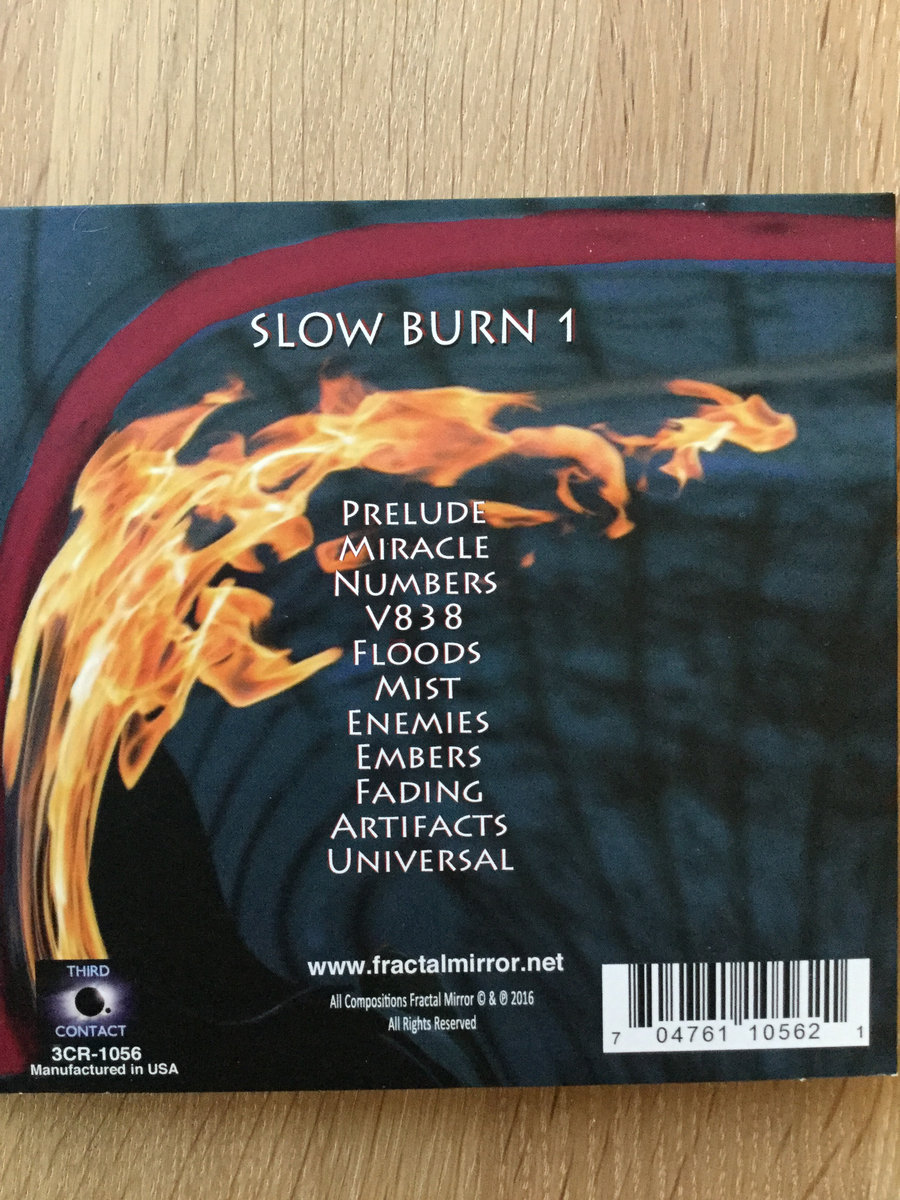 SLOW BURN 1
PRELUDE
MIRACLE
NUMBERS
V838
FLOODS
MIST
ENEMIES
EMBERS
FADING
ARTIFACTS
UNIVERSAL
www.fractalmirror.net
All Compositions Fractal Mirror © & ℗ 2016
All Rights Reserved
THIRD
CONTACT
3CR-1056
Manufactured in USA
7 04761 10562 1